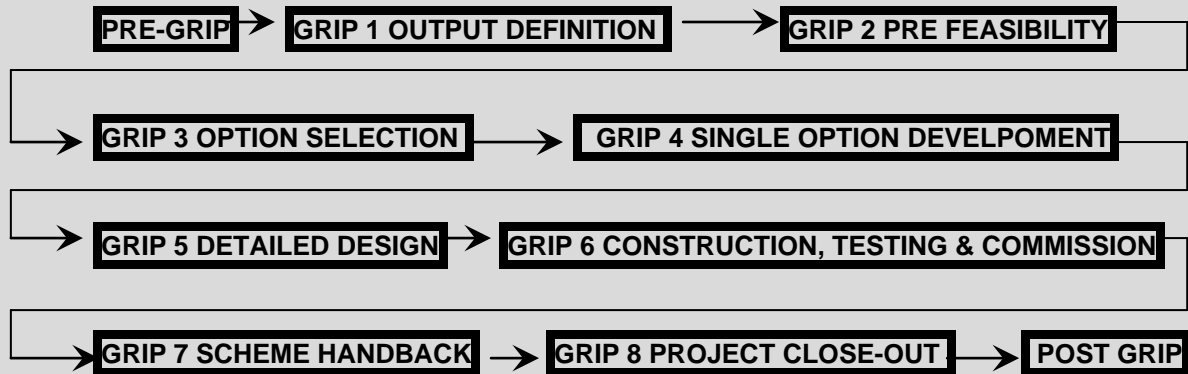 PRE-GRIP GRIP 1 OUTPUT DEFINITION GRIP 2 PRE FEASIBILITY
GRIP 3 OPTION SELECTION GRIP 4 SINGLE OPTION DEVELPOMENT
GRIP 5 DETAILED DESIGN GRIP 6 CONSTRUCTION, TESTING & COMMISSION
GRIP 7 SCHEME HANDBACK GRIP 8 PROJECT CLOSE-OUT POST GRIP